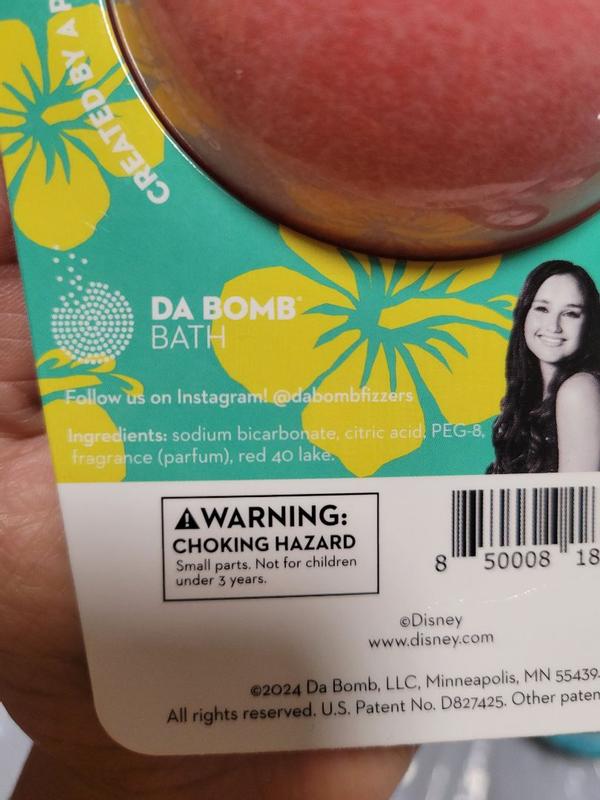 CREATED BY A
DA BOMB®
BATH
Follow us on Instagram! @dabombfizzers
Ingredients: sodium bicarbonate, citric acid, PEG-8,
fragrance (parfum), red 40 lake.
⚠WARNING:
CHOKING HAZARD
Small parts. Not for children
under 3 years.
8 50008 18
©Disney
www.disney.com
©2024 Da Bomb, LLC, Minneapolis, MN 55439
All rights reserved. U.S. Patent No. D827425. Other